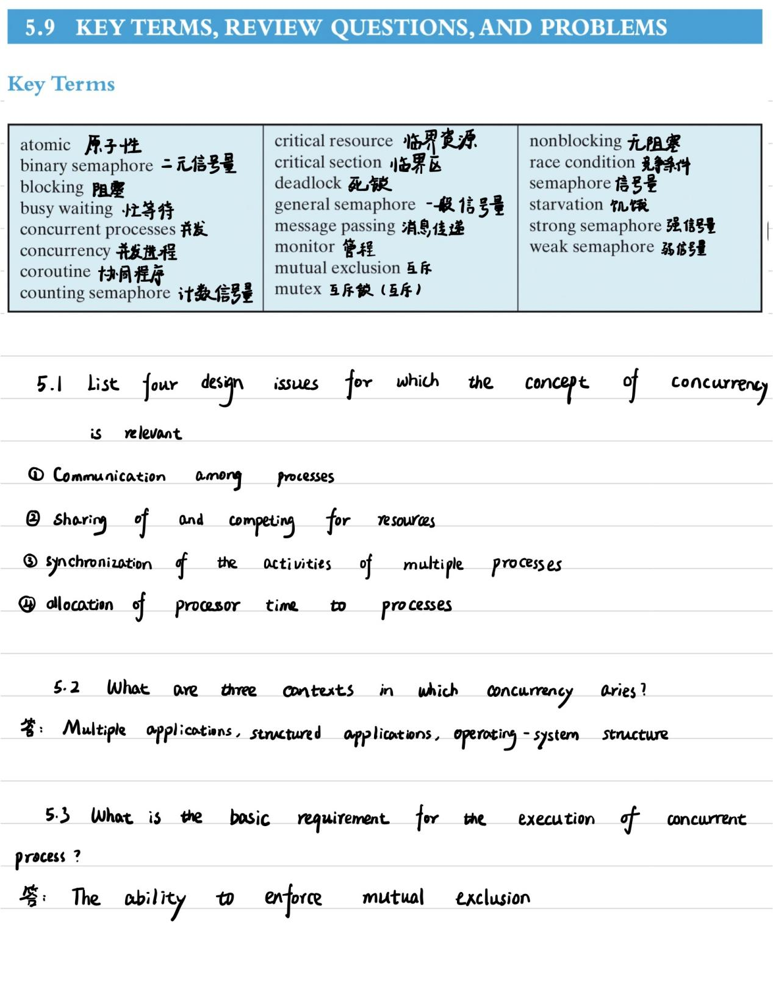 5.9 KEY TERMS, REVIEW QUESTIONS, AND PROBLEMS
Key Terms
atomic 原子性
binary semaphore 二元信号量
blocking 阻塞
busy waiting 忙等待
concurrent processes 并发
concurrency 并发进程
coroutine 协同程序
counting semaphore 计数信号量
critical resource 临界资源
critical section 临界区
deadlock 死锁
general semaphore 一般信号量
message passing 消息传递
monitor 管程
mutual exclusion 互斥
mutex 互斥锁（互斥）
nonblocking 无阻塞
race condition 竞争条件
semaphore 信号量
starvation 饥饿
strong semaphore 强信号量
weak semaphore 弱信号量
5.1 List four design issues for which the concept of concurrency
is relevant
① Communication among processes
② sharing of and competing for resources
③ synchronization of the activities of multiple processes
④ allocation of processor time to processes
5.2 What are three contexts in which concurrency aries?
答: Multiple applications, structured applications, operating-system structure
5.3 What is the basic requirement for the execution of concurrent
process?
答: The ability to enforce mutual exclusion